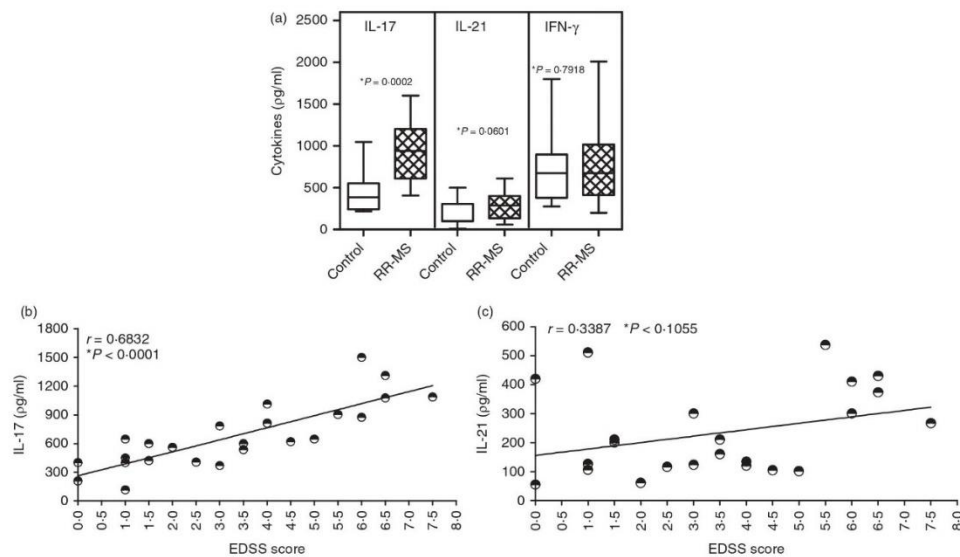 (a)
IL-17 IL-21 IFN-γ
*P = 0·0002
*P = 0·0601
*P = 0·7918
Cytokines (ρg/ml)
2500
2000
1500
1000
500
0
Control RR-MS Control RR-MS Control RR-MS
(b)
r = 0·6832
*P < 0·0001
IL-17 (ρg/ml)
1800
1500
1200
900
600
300
0
0·0 0·5 1·0 1·5 2·0 2·5 3·0 3·5 4·0 4·5 5·0 5·5 6·0 6·5 7·0 7·5 8·0
EDSS score
(c)
r = 0·3387 *P < 0·1055
IL-21 (ρg/ml)
600
500
400
300
200
100
0
0·0 0·5 1·0 1·5 2·0 2·5 3·0 3·5 4·0 4·5 5·0 5·5 6·0 6·5 7·0 7·5 8·0
EDSS score